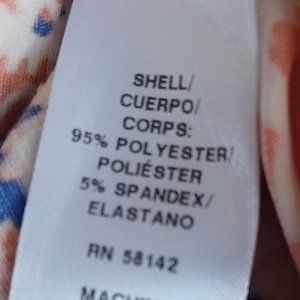 SHELL/
CUERPO/
CORPS:
95% POLYESTER/
POLIÉSTER
5% SPANDEX/
ELASTANO
RN 58142